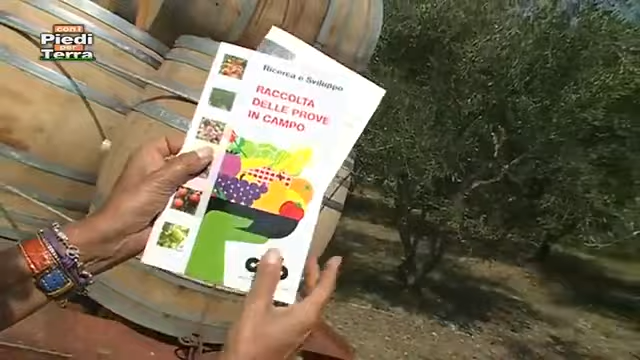 con i
Piedi
per
Terra
Ricerca e Sviluppo
RACCOLTA
DELLE PROVE
IN CAMPO